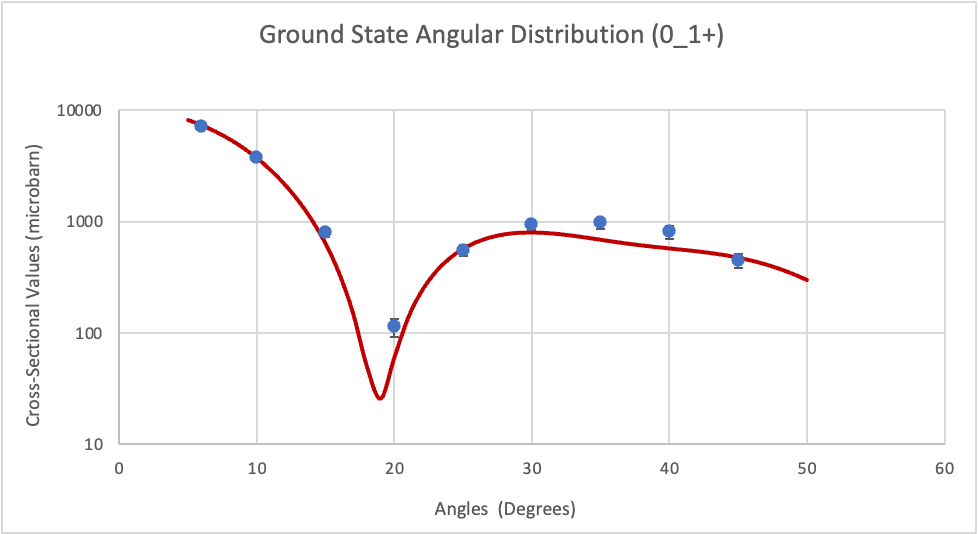 Ground State Angular Distribution (0_1+)
Cross-Sectional Values (microbarn)
10000
1000
100
10
0 10 20 30 40 50 60
Angles (Degrees)